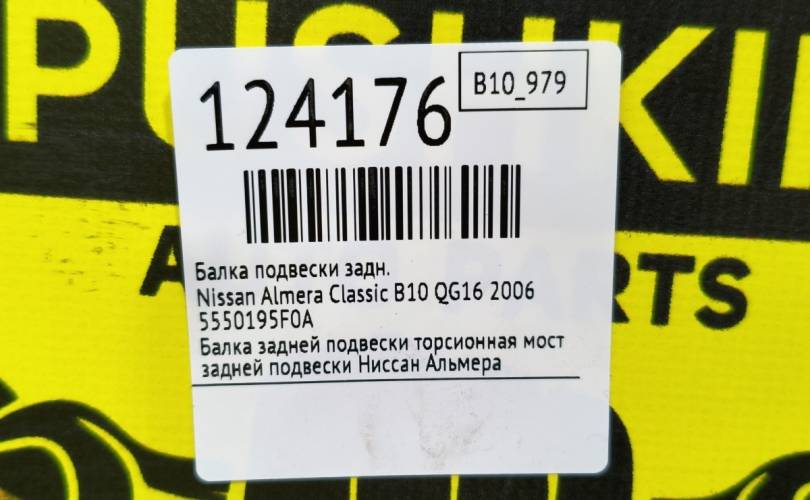 PUSHKI
124176
B10_979
Балка подвески задн.
Nissan Almera Classic B10 QG16 2006
5550195F0A
Балка задней подвески торсионная мост
задней подвески Ниссан Альмера